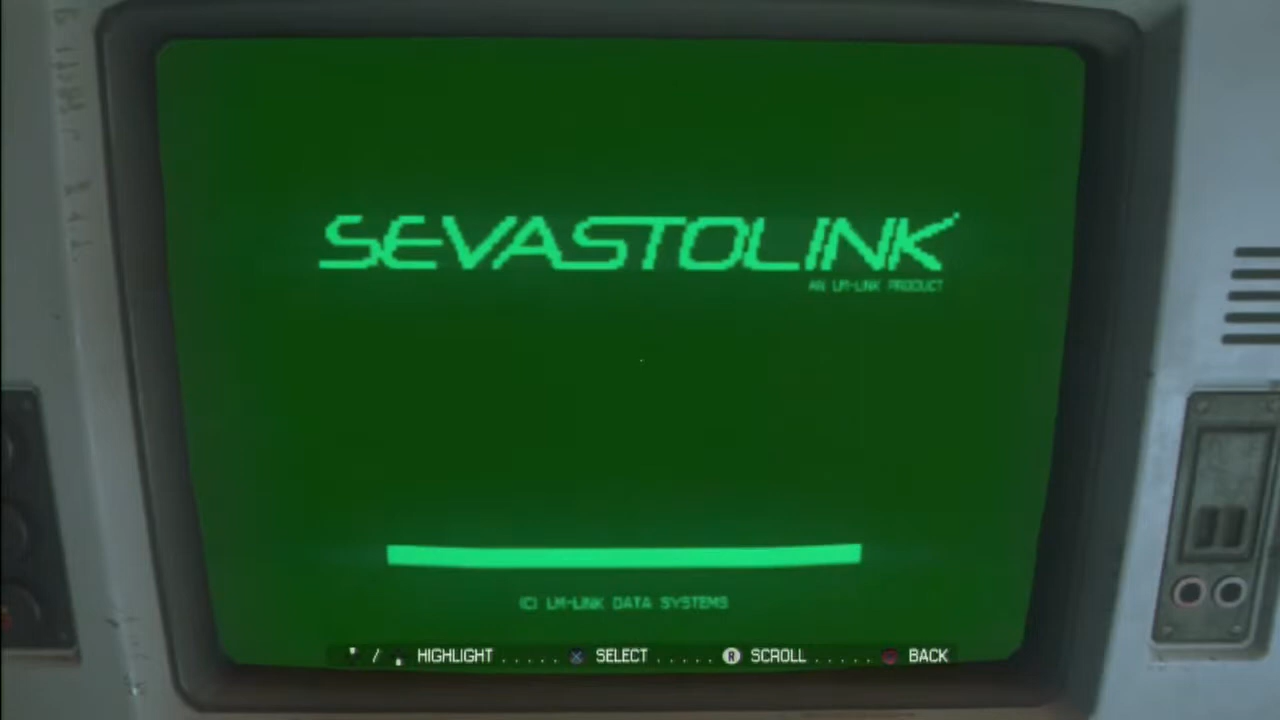 SEVASTOLINK
AN LM-LINK PRODUCT
(C) LM-LINK DATA SYSTEMS
/ HIGHLIGHT ..... SELECT ..... R SCROLL ..... BACK